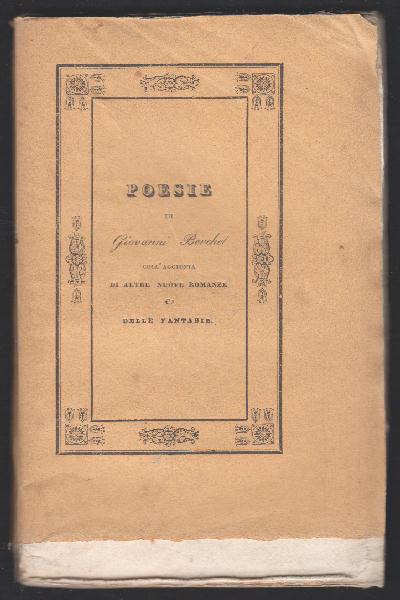 POESIE
DI
Giovanni Berchet
COLL' AGGIUNTA
DI ALTRE NUOVE ROMANZE
E
DELLE FANTASIE.